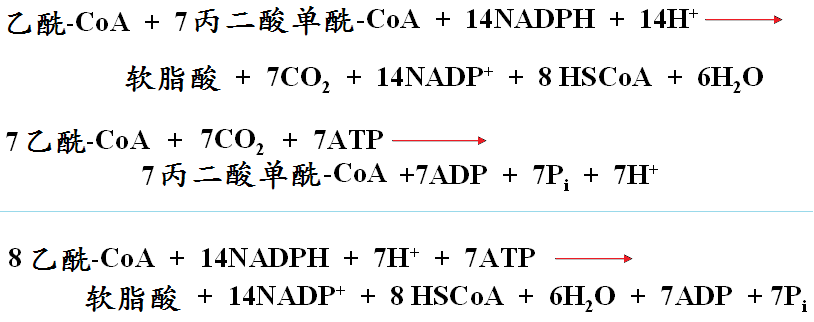 乙酰-CoA + 7丙二酸单酰-CoA + 14NADPH + 14H⁺
软脂酸 + 7CO₂ + 14NADP⁺ + 8 HSCoA + 6H₂O
7乙酰-CoA + 7CO₂ + 7ATP
7丙二酸单酰-CoA +7ADP + 7Pᵢ + 7H⁺
8乙酰-CoA + 14NADPH + 7H⁺ + 7ATP
软脂酸 + 14NADP⁺ + 8 HSCoA + 6H₂O + 7ADP + 7Pᵢ